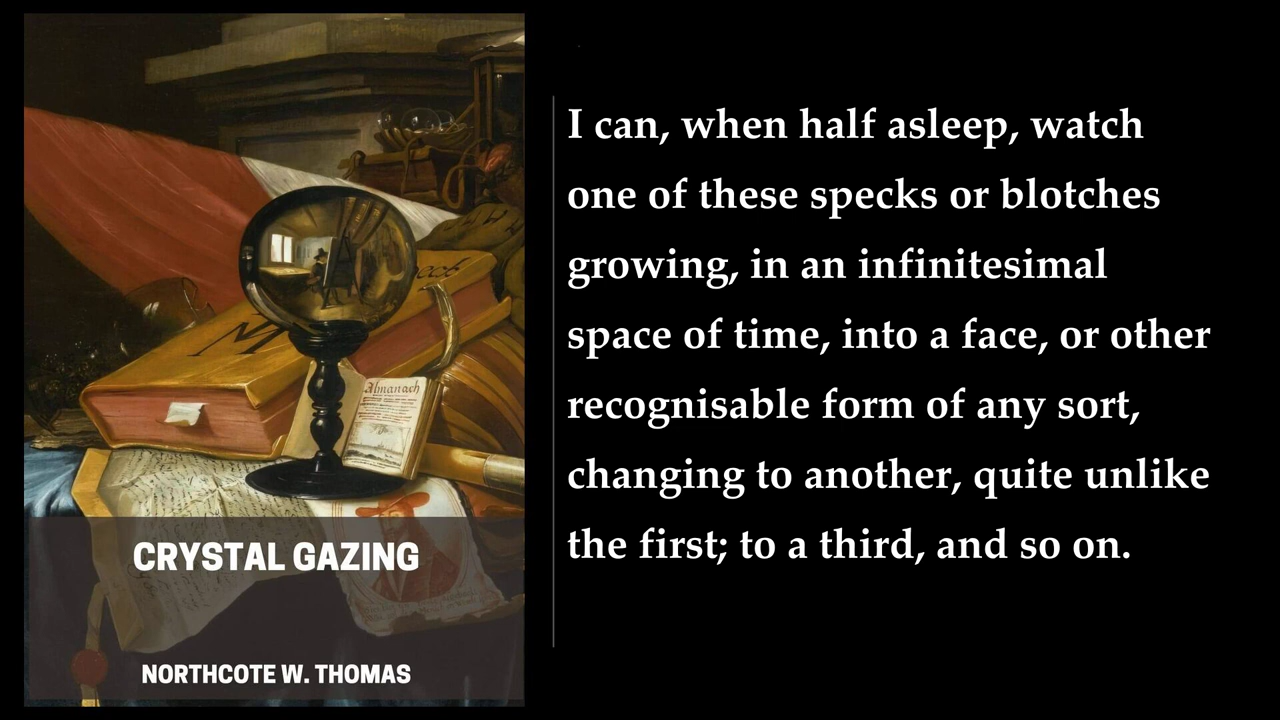 M
Almanach
CRYSTAL GAZING
NORTHCOTE W. THOMAS
I can, when half asleep, watch
one of these specks or blotches
growing, in an infinitesimal
space of time, into a face, or other
recognisable form of any sort,
changing to another, quite unlike
the first; to a third, and so on.